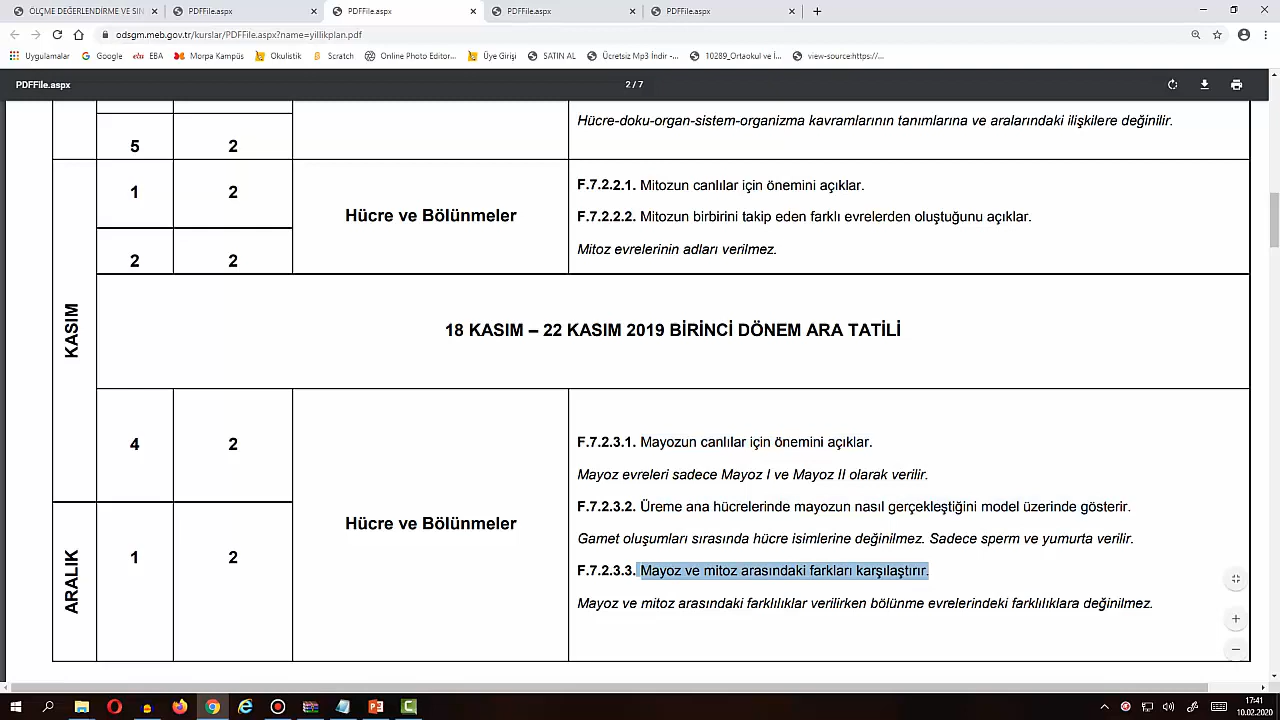 ÖLÇME DEĞERLENDİRME VE SIN
PDFFile.aspx
PDFFile.aspx
PDFFile.aspx
PDFFile.aspx
odsgm.meb.gov.tr/kurslar/PDFFile.aspx?name=yillikplan.pdf
Uygulamalar
Google
EBA
Morpa Kampüs
Okulistik
Scratch
Online Photo Editor...
Üye Girişi
SATIN AL
Ücretsiz Mp3 İndir -...
10289_Ortaokul ve İ...
view-source:https://...
PDFFile.aspx
2 / 7
Hücre-doku-organ-sistem-organizma kavramlarının tanımlarına ve aralarındaki ilişkilere değinilir.
5 2
KASIM
1 2
2 2
Hücre ve Bölünmeler
F.7.2.2.1. Mitozun canlılar için önemini açıklar.
F.7.2.2.2. Mitozun birbirini takip eden farklı evrelerden oluştuğunu açıklar.
Mitoz evrelerinin adları verilmez.
18 KASIM – 22 KASIM 2019 BİRİNCİ DÖNEM ARA TATİLİ
4 2
ARALIK
1 2
Hücre ve Bölünmeler
F.7.2.3.1. Mayozun canlılar için önemini açıklar.
Mayoz evreleri sadece Mayoz I ve Mayoz II olarak verilir.
F.7.2.3.2. Üreme ana hücrelerinde mayozun nasıl gerçekleştiğini model üzerinde gösterir.
Gamet oluşumları sırasında hücre isimlerine değinilmez. Sadece sperm ve yumurta verilir.
F.7.2.3.3. Mayoz ve mitoz arasındaki farkları karşılaştırır.
Mayoz ve mitoz arasındaki farklılıklar verilirken bölünme evrelerindeki farklılıklara değinilmez.
17:41
10.02.2020